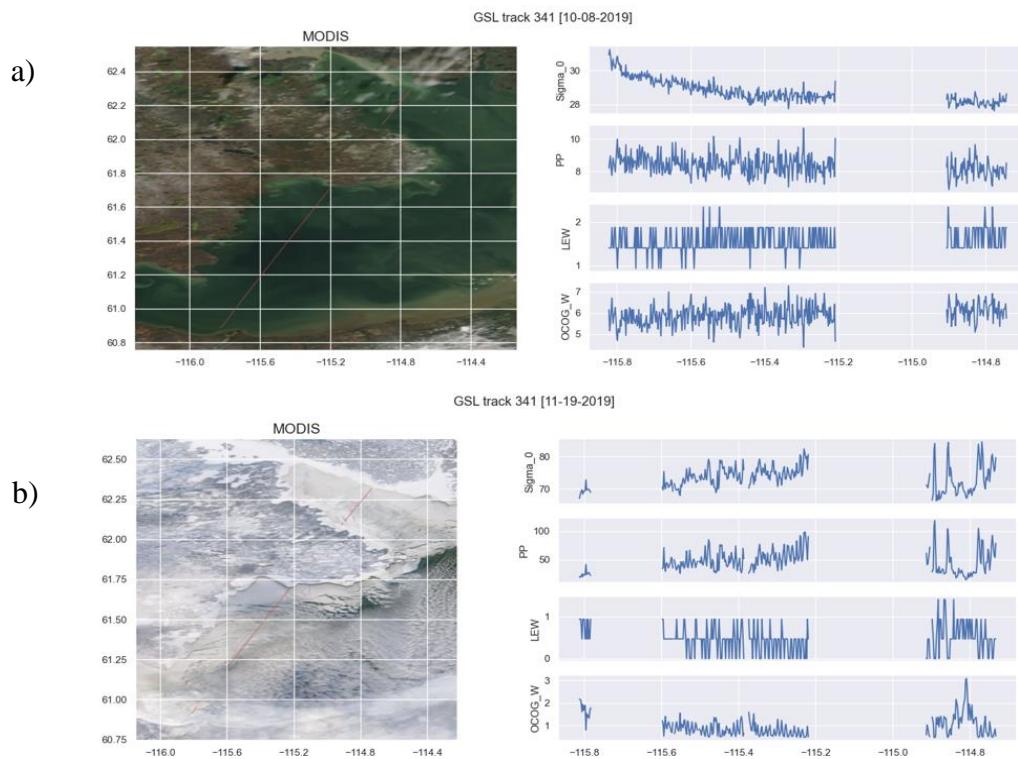 GSL track 341 [10-08-2019]
a)
MODIS
62.4
62.2
62.0
61.8
61.6
61.4
61.2
61.0
60.8
−116.0 −115.6 −115.2 −114.8 −114.4
Sigma_0
30
28
PP
10
8
LEW
2
1
OCOG_W
7
6
5
−115.8 −115.6 −115.4 −115.2 −115.0 −114.8
GSL track 341 [11-19-2019]
b)
MODIS
62.50
62.25
62.00
61.75
61.50
61.25
61.00
60.75
−116.0 −115.6 −115.2 −114.8 −114.4
Sigma_0
80
70
PP
100
50
LEW
1
0
OCOG_W
3
2
1
−115.8 −115.6 −115.4 −115.2 −115.0 −114.8